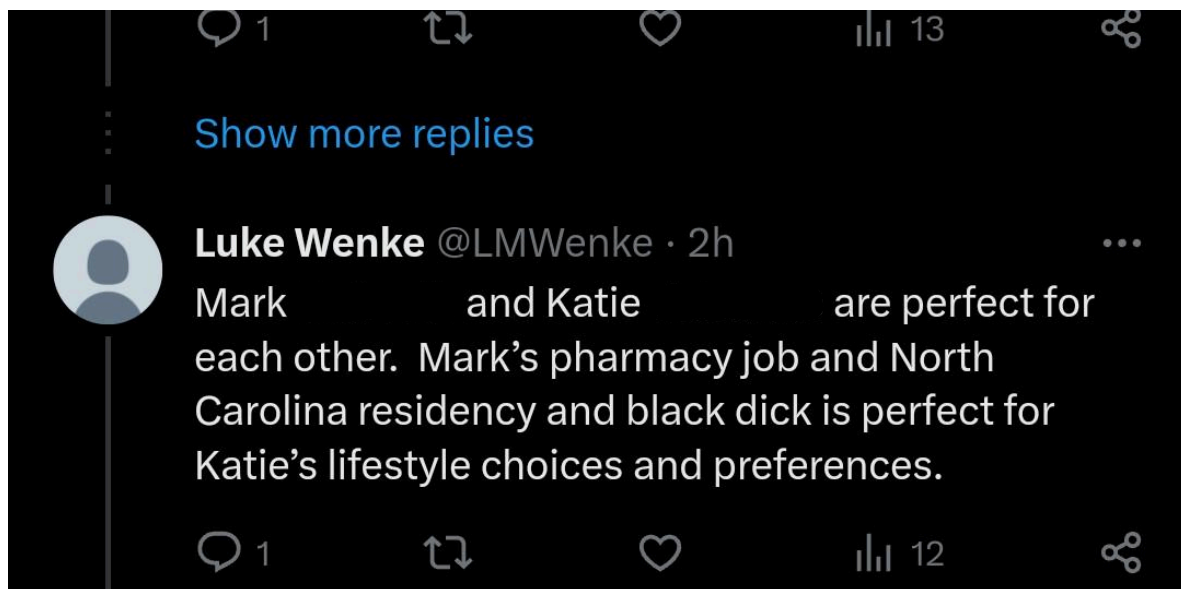 1 13
Show more replies
Luke Wenke @LMWenke · 2h
Mark and Katie are perfect for
each other. Mark’s pharmacy job and North
Carolina residency and black dick is perfect for
Katie’s lifestyle choices and preferences.
1 12